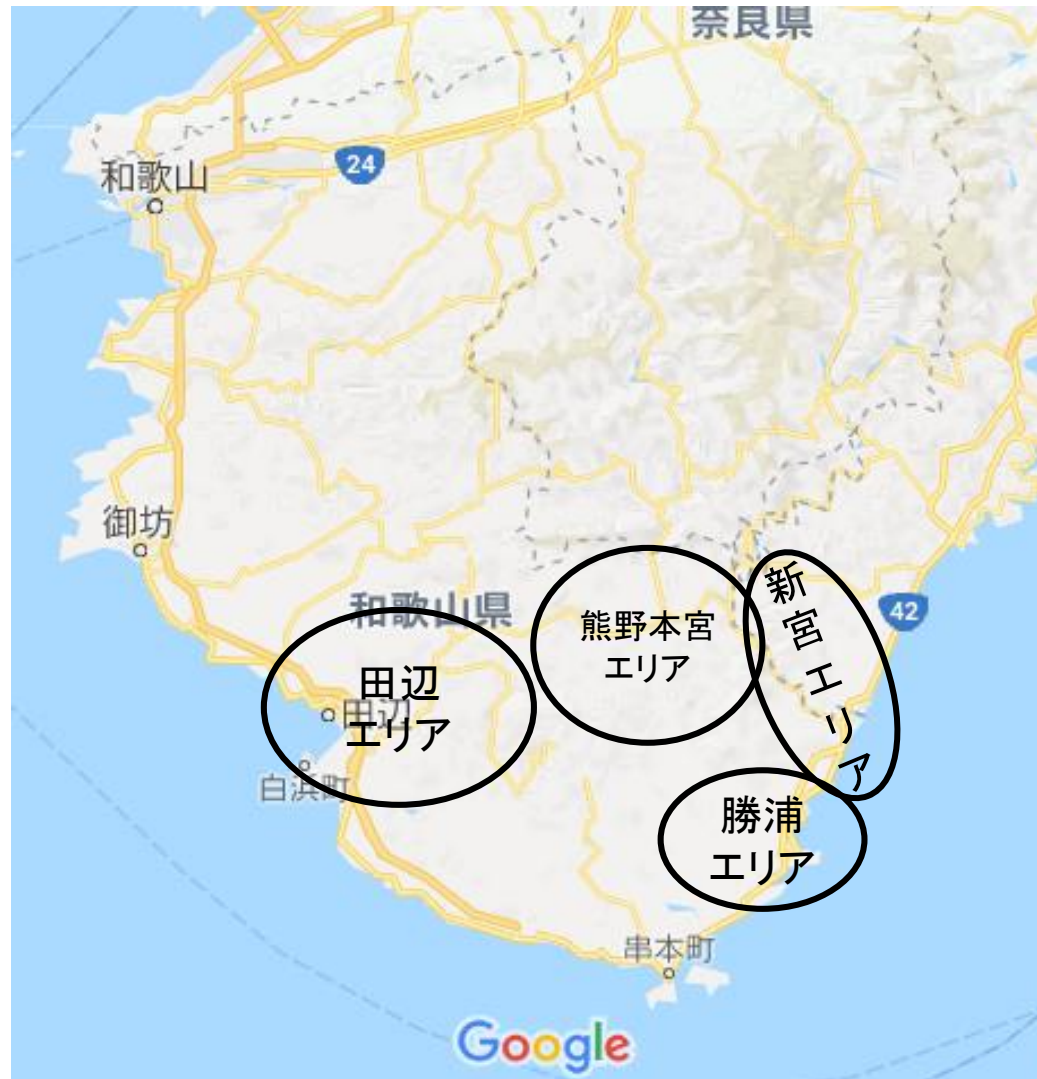 奈良県
24
和歌山
御坊
和歌山県
新宮エリア
42
熊野本宮
エリア
田辺
エリア
田辺
白浜町
勝浦
エリア
串本町
Google